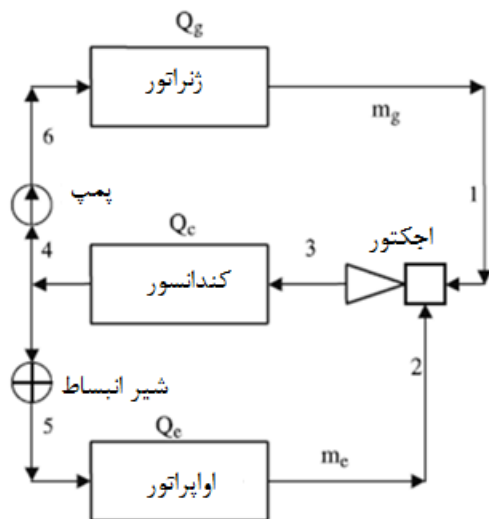 Qg
ژنراتور
mg
6
1
پمپ
اجکتور
Qc
4
3
کندانسور
2
شیر انبساط
5
Qe
me
اواپراتور